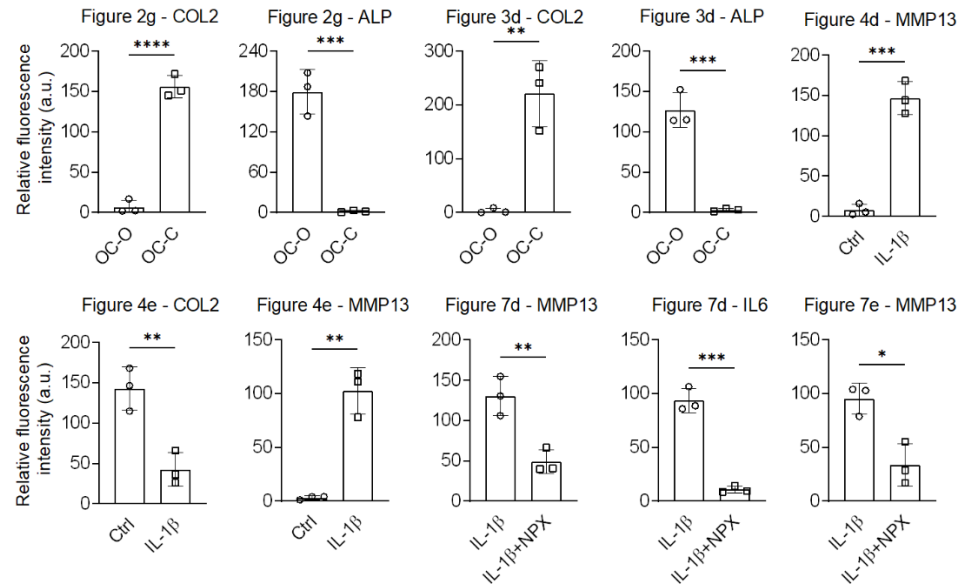 Figure 2g - COL2
Figure 2g - ALP
Figure 3d - COL2
Figure 3d - ALP
Figure 4d - MMP13
Relative fluorescence
intensity (a.u.)
200
150
100
50
0
****
OC-O
OC-C
240
180
120
60
0
***
OC-O
OC-C
300
200
100
0
**
OC-O
OC-C
200
150
100
50
0
***
OC-O
OC-C
200
150
100
50
0
***
Ctrl
IL-1β
Figure 4e - COL2
Figure 4e - MMP13
Figure 7d - MMP13
Figure 7d - IL6
Figure 7e - MMP13
Relative fluorescence
intensity (a.u.)
200
150
100
50
0
**
Ctrl
IL-1β
150
100
50
0
**
Ctrl
IL-1β
200
150
100
50
0
**
IL-1β
IL-1β+NPX
150
100
50
0
***
IL-1β
IL-1β+NPX
150
100
50
0
*
IL-1β
IL-1β+NPX